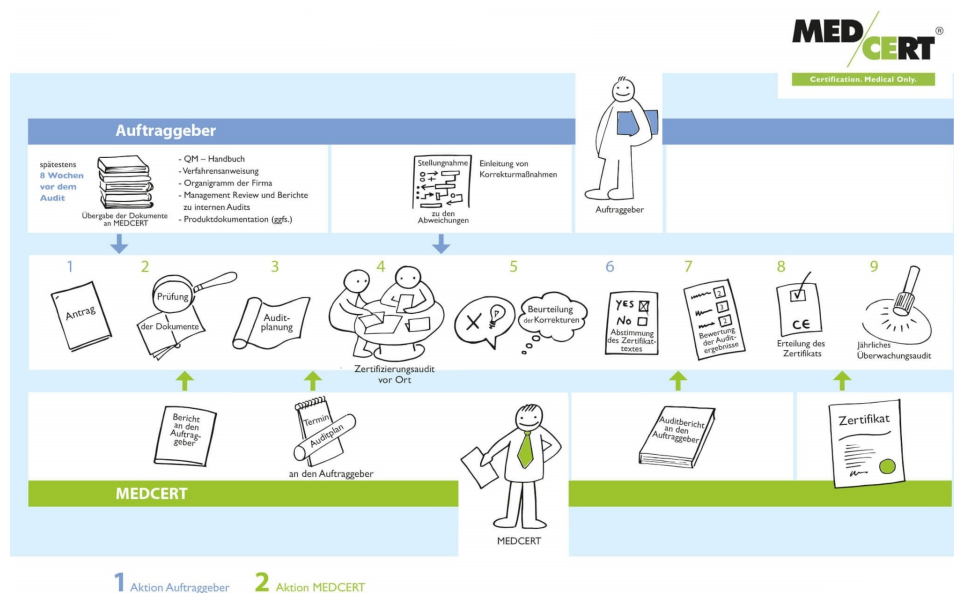 MED
CERT
®
Certification. Medical Only.
Auftraggeber
spätestens
8 Wochen
vor dem
Audit
Übergabe der Dokumente
an MEDCERT
- QM – Handbuch
- Verfahrensanweisung
- Organigramm der Firma
- Management Review und Berichte
zu internen Audits
- Produktdokumentation (ggfs.)
Stellungnahme
zu den
Abweichungen
Einleitung von
Korrekturmaßnahmen
Auftraggeber
1
Antrag
2
Prüfung
der Dokumente
3
Audit-
planung
4
Zertifizierungsaudit
vor Ort
5
X
Beurteilung
der Korrekturen
6
YES
NO
Abstimmung
des Zertifikat-
textes
7
2
1
3
Bewertung
der Audit-
ergebnisse
8
CE
Erteilung des
Zertifikats
9
Jährliches
Überwachungsaudit
Bericht
an den
Auftrag-
geber
Termin
Auditplan
an den Auftraggeber
MEDCERT
Auditbericht
an den
Auftraggeber
Zertifikat
MEDCERT
1 Aktion Auftraggeber
2 Aktion MEDCERT